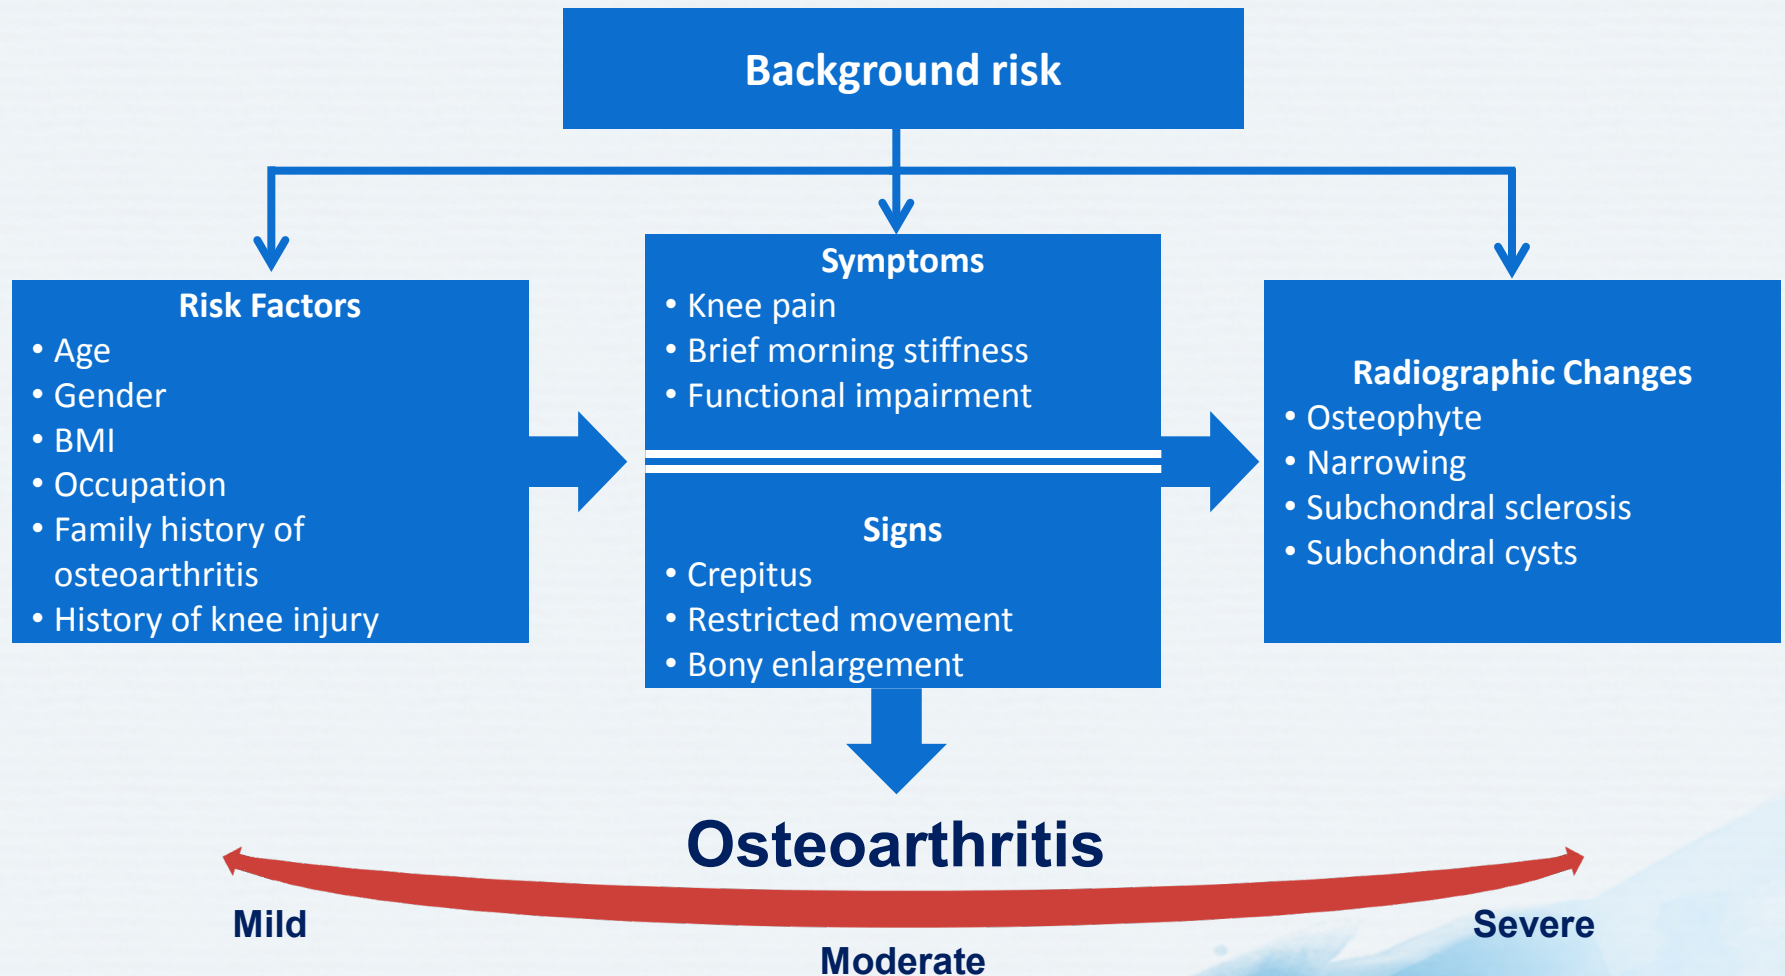 Background risk
Risk Factors
• Age
• Gender
• BMI
• Occupation
• Family history of
osteoarthritis
• History of knee injury
Symptoms
• Knee pain
• Brief morning stiffness
• Functional impairment
Signs
• Crepitus
• Restricted movement
• Bony enlargement
Radiographic Changes
• Osteophyte
• Narrowing
• Subchondral sclerosis
• Subchondral cysts
Osteoarthritis
Mild
Moderate
Severe